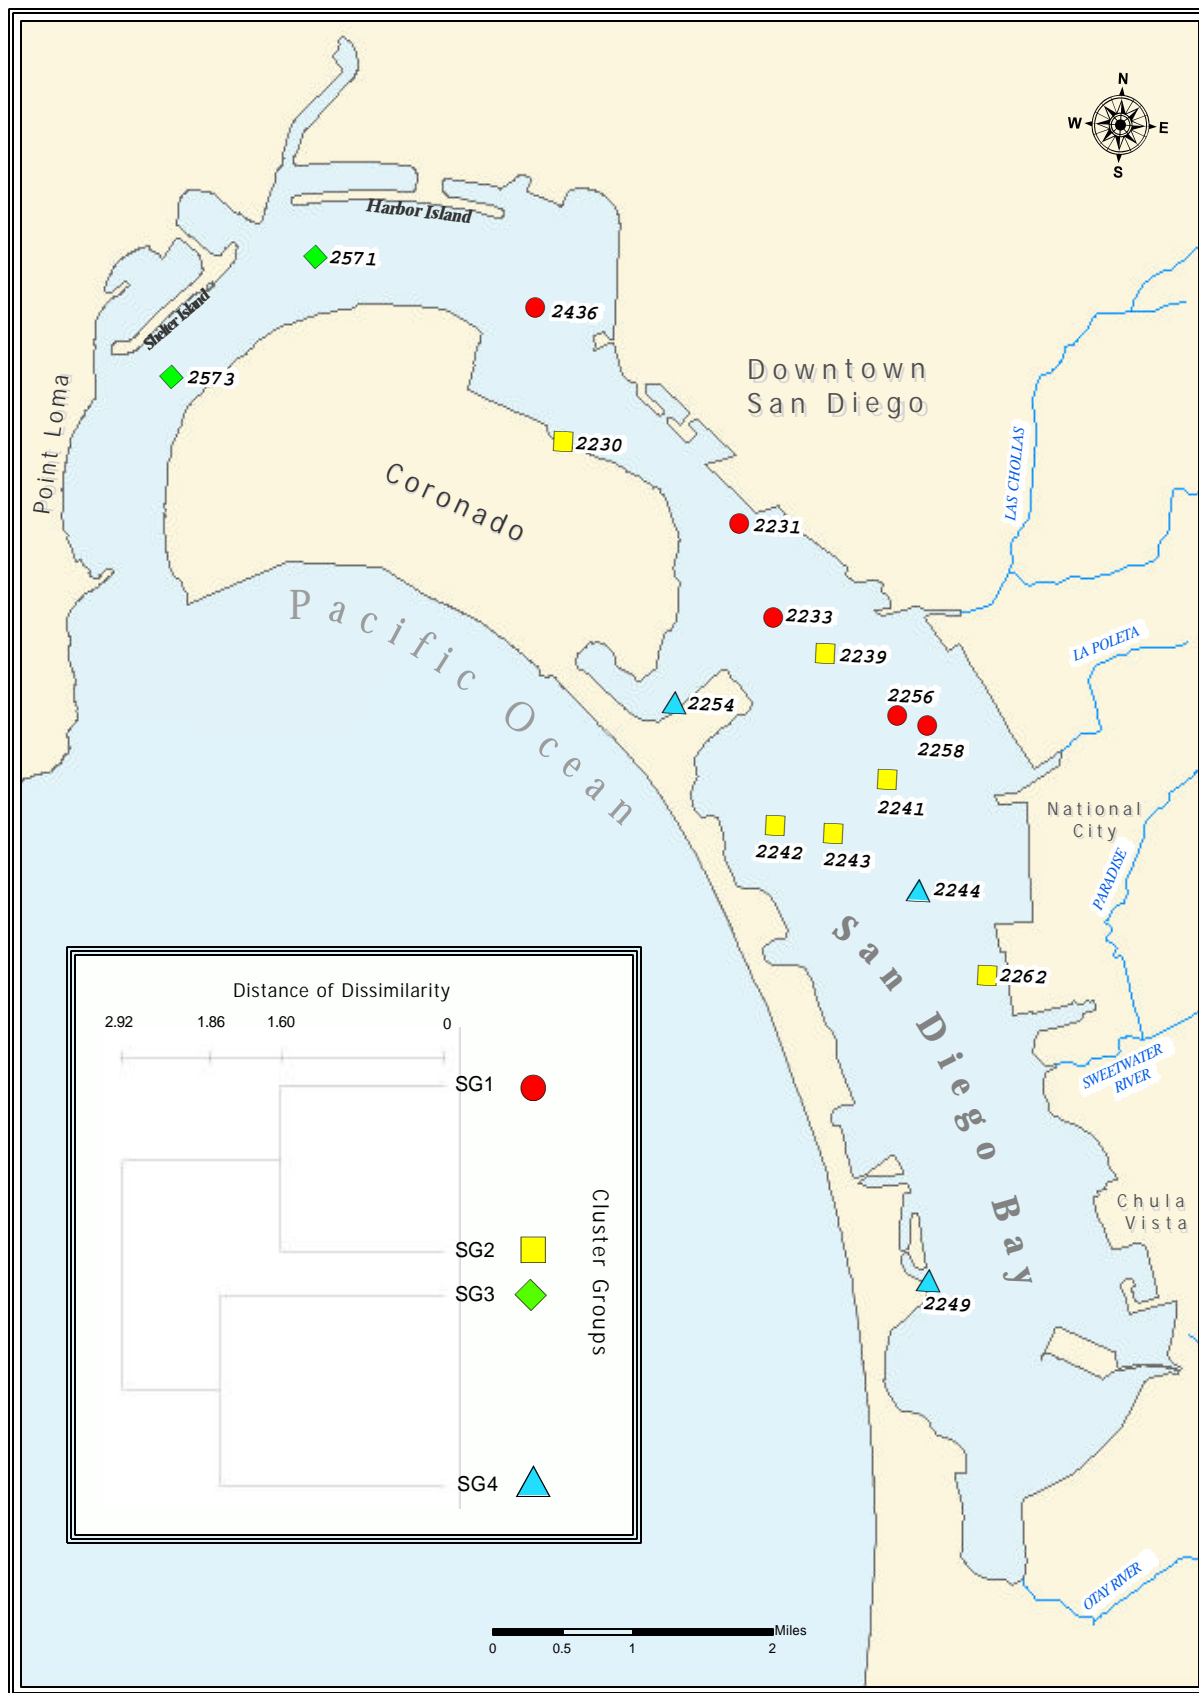 N
W E
S
Harbor Island
2571
2436
Shelter Island
2573
Downtown
San Diego
Point Loma
2230
Coronado
LAS CHOLLAS
2231
Pacific Ocean
2233
2239
LA POLETA
2254
2256
2258
2241
National
City
2242
2243
PARADISE
2244
San Diego Bay
2262
SWEETWATER
RIVER
Chula
Vista
2249
OTAY RIVER
Distance of Dissimilarity
2.92 1.86 1.60 0
SG1
SG2
SG3
SG4
Cluster Groups
Miles
0 0.5 1 2